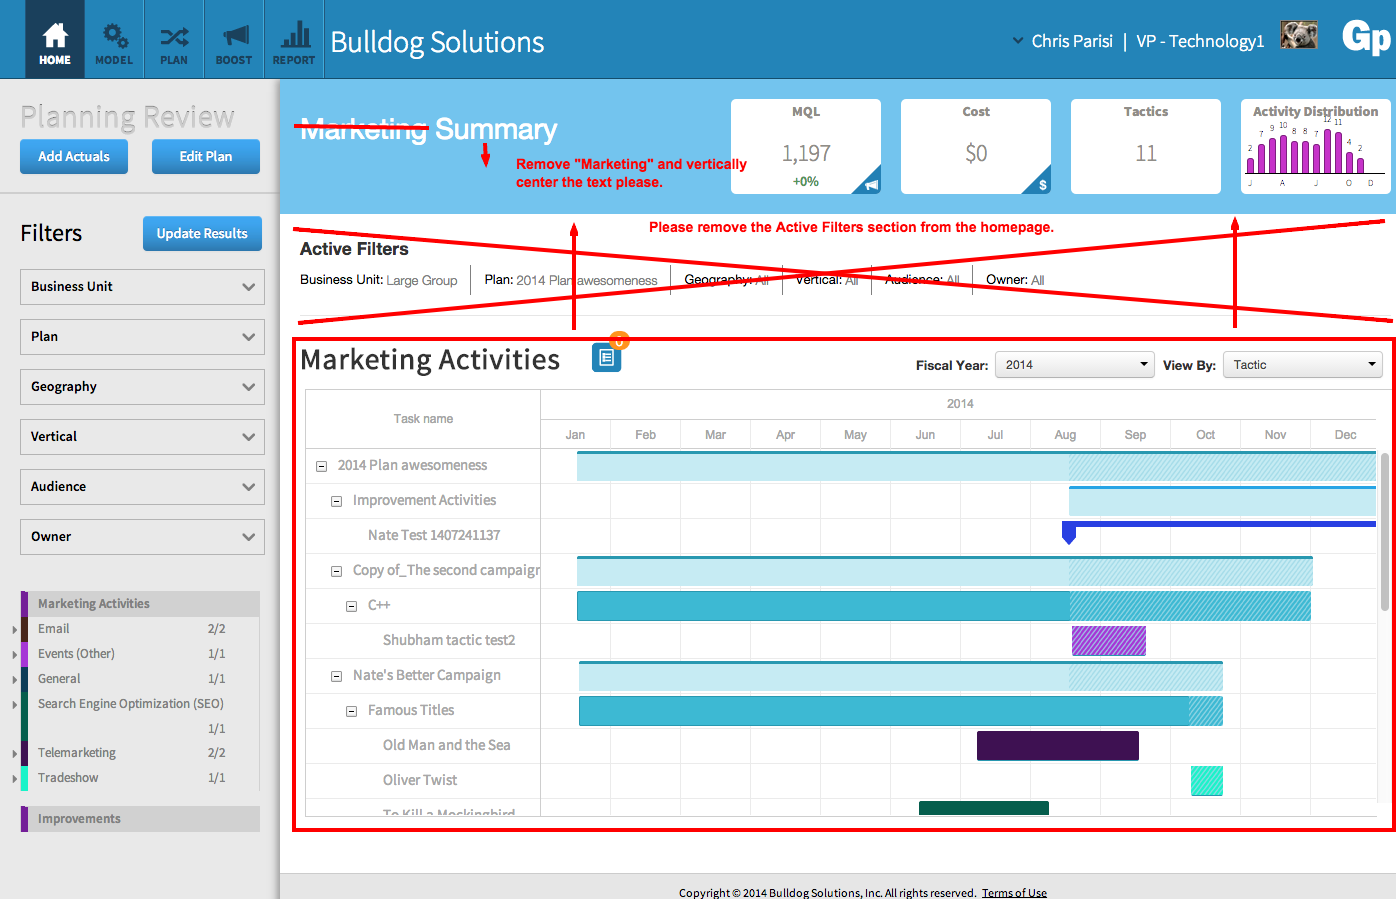 HOME
MODEL
PLAN
BOOST
REPORT
Bulldog Solutions
Chris Parisi | VP - Technology1
Gp
Planning Review
Add Actuals
Edit Plan
Filters
Update Results
Business Unit
Plan
Geography
Vertical
Audience
Owner
Marketing Activities
Email 2/2
Events (Other) 1/1
General 1/1
Search Engine Optimization (SEO)
1/1
Telemarketing 2/2
Tradeshow 1/1
Improvements
Marketing Summary
Remove "Marketing" and vertically
center the text please.
MQL
1,197
+0%
Cost
$0
$
Tactics
11
Activity Distribution
2 7 9 10 8 8 7 12 11 4 2
J A J O D
Please remove the Active Filters section from the homepage.
Active Filters
Business Unit: Large Group
Plan: 2014 Plan awesomeness
Geography: All
Vertical: All
Audience: All
Owner: All
Marketing Activities
0
Fiscal Year: 2014
View By: Tactic
Task name
2014
Jan Feb Mar Apr May Jun Jul Aug Sep Oct Nov Dec
2014 Plan awesomeness
Improvement Activities
Nate Test 1407241137
Copy of_The second campaign
C++
Shubham tactic test2
Nate's Better Campaign
Famous Titles
Old Man and the Sea
Oliver Twist
To Kill a Mockingbird
Copyright © 2014 Bulldog Solutions, Inc. All rights reserved. Terms of Use